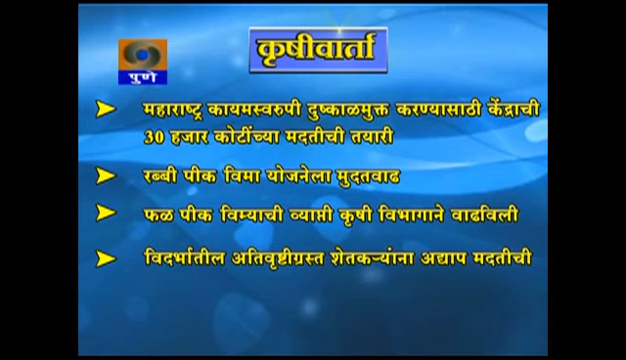 कृषीवार्ता
पुणे
महाराष्ट्र कायमस्वरुपी दुष्काळमुक्त करण्यासाठी केंद्राची
30 हजार कोटींच्या मदतीची तयारी
रब्बी पीक विमा योजनेला मुदतवाढ
फळ पीक विम्याची व्याप्ती कृषी विभागाने वाढविली
विदर्भातील अतिवृष्टीग्रस्त शेतकऱ्यांना अद्याप मदतीची